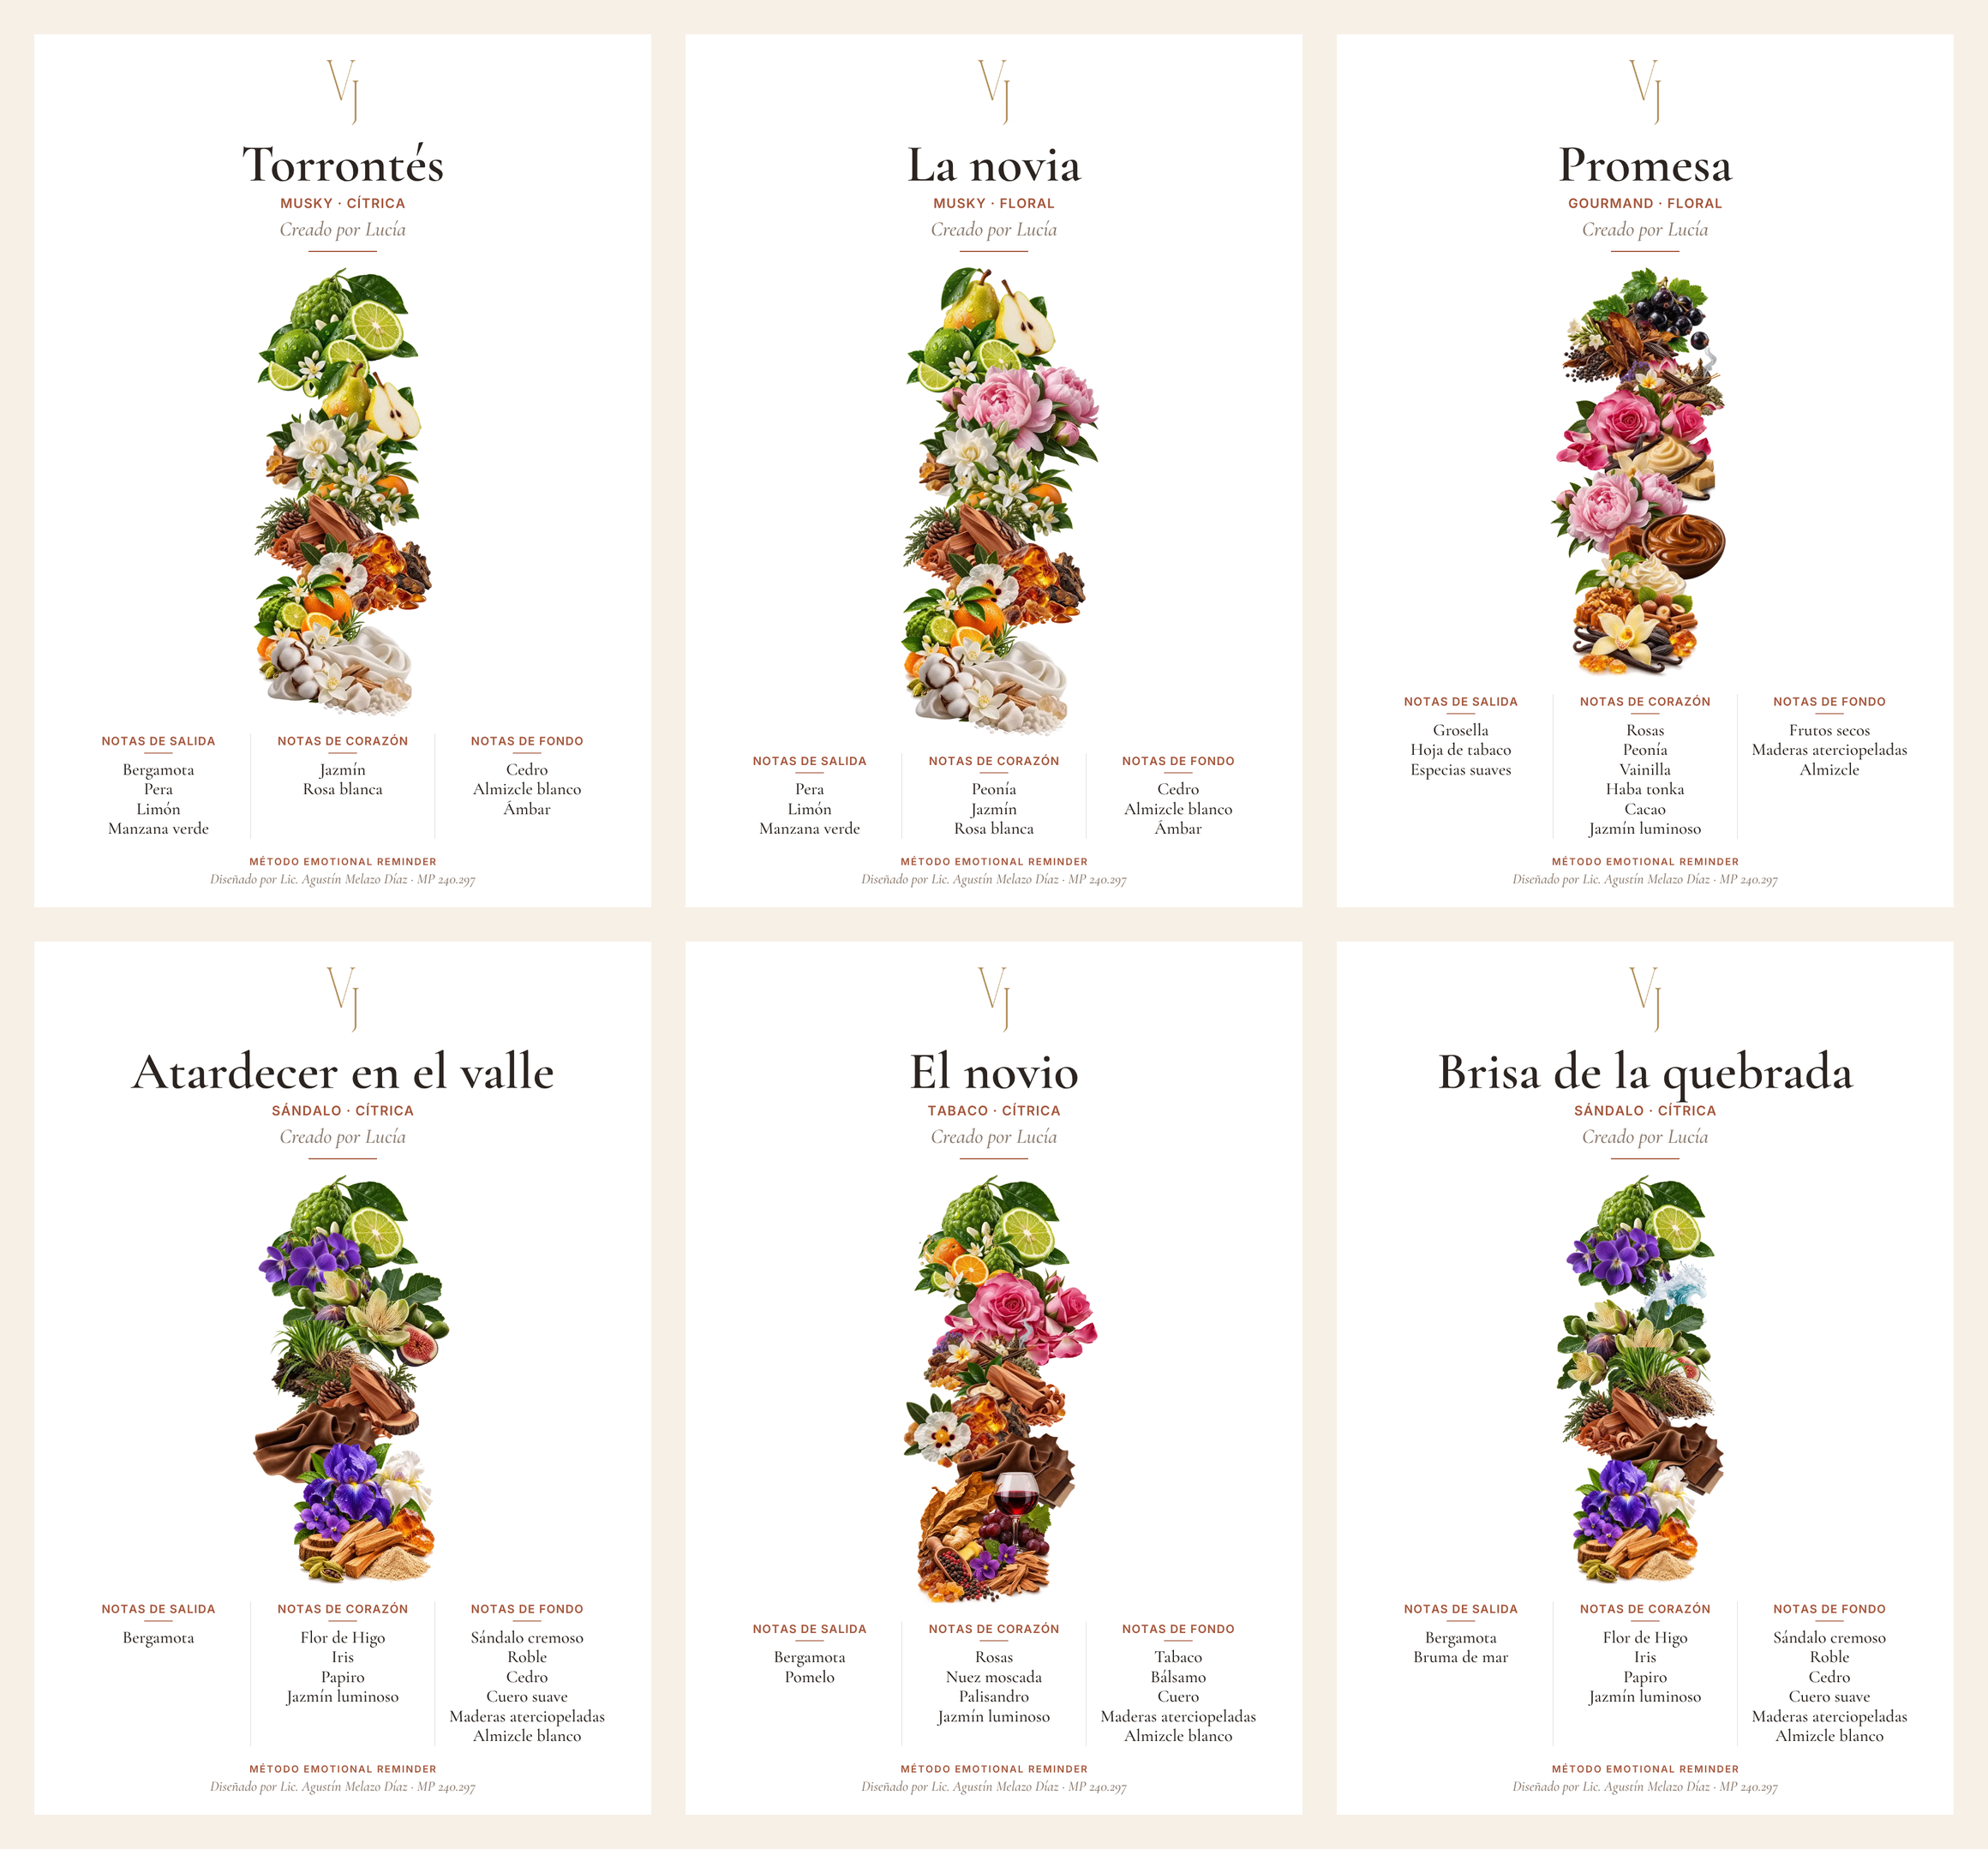 VJ
Torrontés
MUSKY · CÍTRICA
Creado por Lucía
NOTAS DE SALIDA
Bergamota
Pera
Limón
Manzana verde
NOTAS DE CORAZÓN
Jazmín
Rosa blanca
NOTAS DE FONDO
Cedro
Almizcle blanco
Ámbar
MÉTODO EMOTIONAL REMINDER
Diseñado por Lic. Agustín Melazo Díaz · MP 240.297
VJ
La novia
MUSKY · FLORAL
Creado por Lucía
NOTAS DE SALIDA
Pera
Limón
Manzana verde
NOTAS DE CORAZÓN
Peonía
Jazmín
Rosa blanca
NOTAS DE FONDO
Cedro
Almizcle blanco
Ámbar
MÉTODO EMOTIONAL REMINDER
Diseñado por Lic. Agustín Melazo Díaz · MP 240.297
VJ
Promesa
GOURMAND · FLORAL
Creado por Lucía
NOTAS DE SALIDA
Grosella
Hoja de tabaco
Especias suaves
NOTAS DE CORAZÓN
Rosas
Peonía
Vainilla
Haba tonka
Cacao
Jazmín luminoso
NOTAS DE FONDO
Frutos secos
Maderas aterciopeladas
Almizcle
MÉTODO EMOTIONAL REMINDER
Diseñado por Lic. Agustín Melazo Díaz · MP 240.297
VJ
Atardecer en el valle
SÁNDALO · CÍTRICA
Creado por Lucía
NOTAS DE SALIDA
Bergamota
NOTAS DE CORAZÓN
Flor de Higo
Iris
Papiro
Jazmín luminoso
NOTAS DE FONDO
Sándalo cremoso
Roble
Cedro
Cuero suave
Maderas aterciopeladas
Almizcle blanco
MÉTODO EMOTIONAL REMINDER
Diseñado por Lic. Agustín Melazo Díaz · MP 240.297
VJ
El novio
TABACO · CÍTRICA
Creado por Lucía
NOTAS DE SALIDA
Bergamota
Pomelo
NOTAS DE CORAZÓN
Rosas
Nuez moscada
Palisandro
Jazmín luminoso
NOTAS DE FONDO
Tabaco
Bálsamo
Cuero
Maderas aterciopeladas
Almizcle blanco
MÉTODO EMOTIONAL REMINDER
Diseñado por Lic. Agustín Melazo Díaz · MP 240.297
VJ
Brisa de la quebrada
SÁNDALO · CÍTRICA
Creado por Lucía
NOTAS DE SALIDA
Bergamota
Bruma de mar
NOTAS DE CORAZÓN
Flor de Higo
Iris
Papiro
Jazmín luminoso
NOTAS DE FONDO
Sándalo cremoso
Roble
Cedro
Cuero suave
Maderas aterciopeladas
Almizcle blanco
MÉTODO EMOTIONAL REMINDER
Diseñado por Lic. Agustín Melazo Díaz · MP 240.297